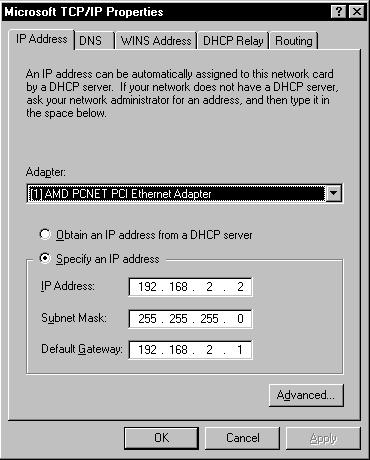 Microsoft TCP/IP Properties
IP Address DNS WINS Address DHCP Relay Routing
An IP address can be automatically assigned to this network card
by a DHCP server. If your network does not have a DHCP server,
ask your network administrator for an address, and then type it in
the space below.
Adapter:
[1] AMD PCNET PCI Ethernet Adapter
Obtain an IP address from a DHCP server
Specify an IP address
IP Address: 192 . 168 . 2 . 2
Subnet Mask: 255 . 255 . 255 . 0
Default Gateway: 192 . 168 . 2 . 1
Advanced...
OK Cancel Apply